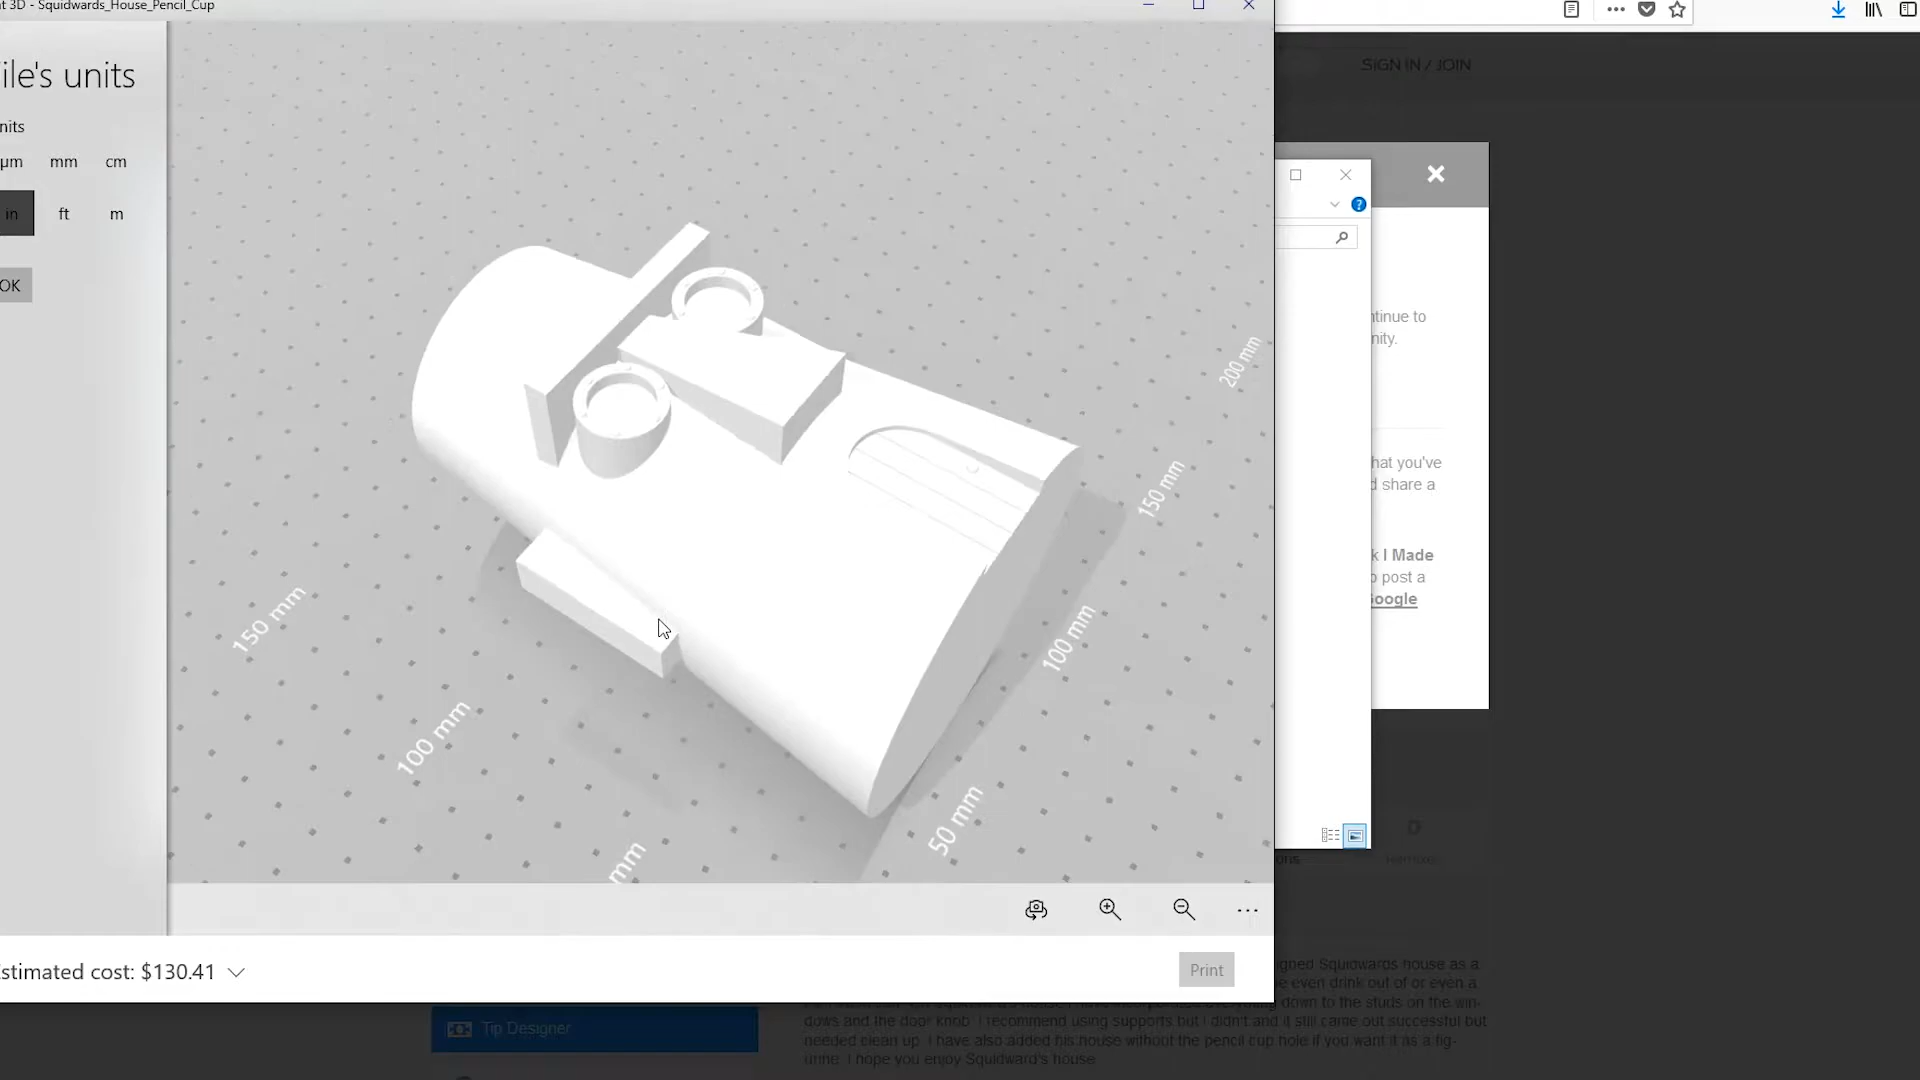 nt 3D - Squidwards_House_Pencil_Cup
ile's units
nits
µm mm cm
in ft m
OK
200 mm
150 mm
150 mm
100 mm
100 mm
50 mm
mm
Estimated cost: $130.41
Print
SIGN IN / JOIN
ntinue to
nity.
hat you've
d share a
k I Made
o post a
Google
ons
Tip Designer
igned Squidwards house as a
e even drink out of or even a
down to the studs on the win-
dows and the door knob. I recommend using supports but I didn't and it still came out successful but
needed clean up. I have also added his house without the pencil cup hole if you want it as a fig-
urine. I hope you enjoy Squidward's house